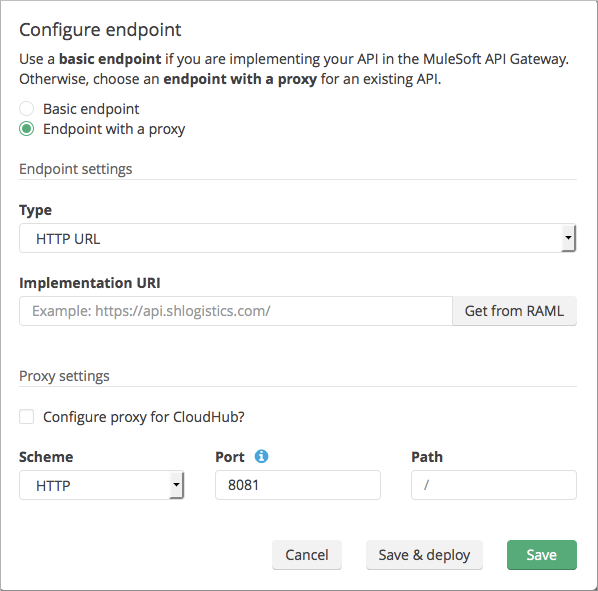 Configure endpoint
Use a basic endpoint if you are implementing your API in the MuleSoft API Gateway.
Otherwise, choose an endpoint with a proxy for an existing API.
Basic endpoint
Endpoint with a proxy
Endpoint settings
Type
HTTP URL
Implementation URI
Example: https://api.shlogistics.com/ Get from RAML
Proxy settings
Configure proxy for CloudHub?
Scheme Port Path
HTTP 8081 /
Cancel Save & deploy Save